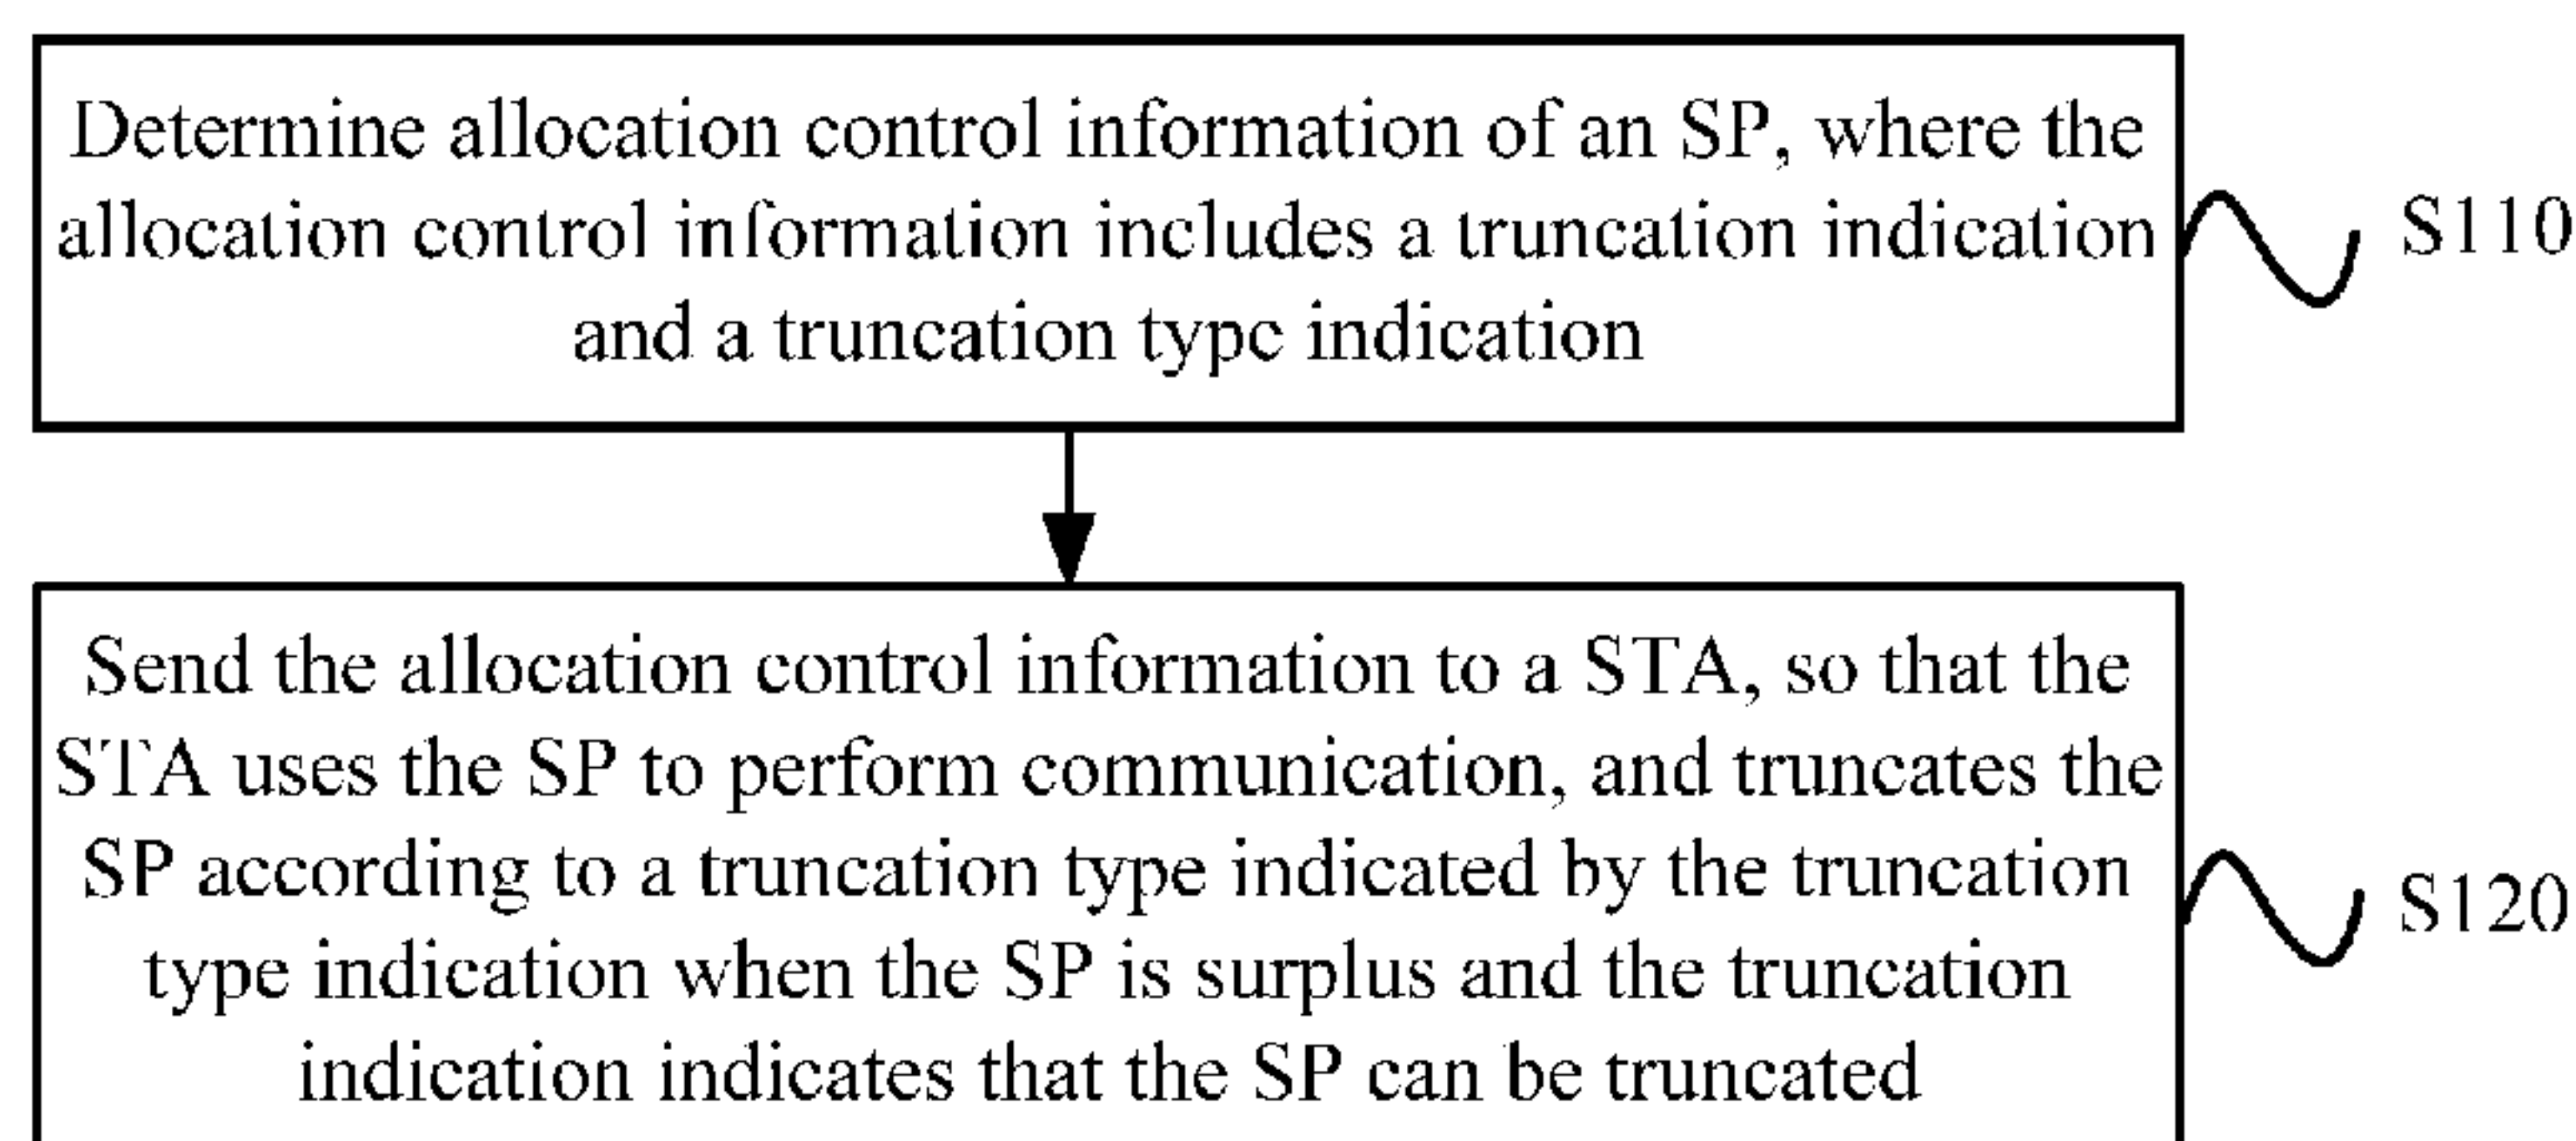 Determine allocation control information of an SP, where the
allocation control information includes a truncation indication
and a truncation type indication
S110
Send the allocation control information to a STA, so that the
STA uses the SP to perform communication, and truncates the
SP according to a truncation type indicated by the truncation
type indication when the SP is surplus and the truncation
indication indicates that the SP can be truncated
S120